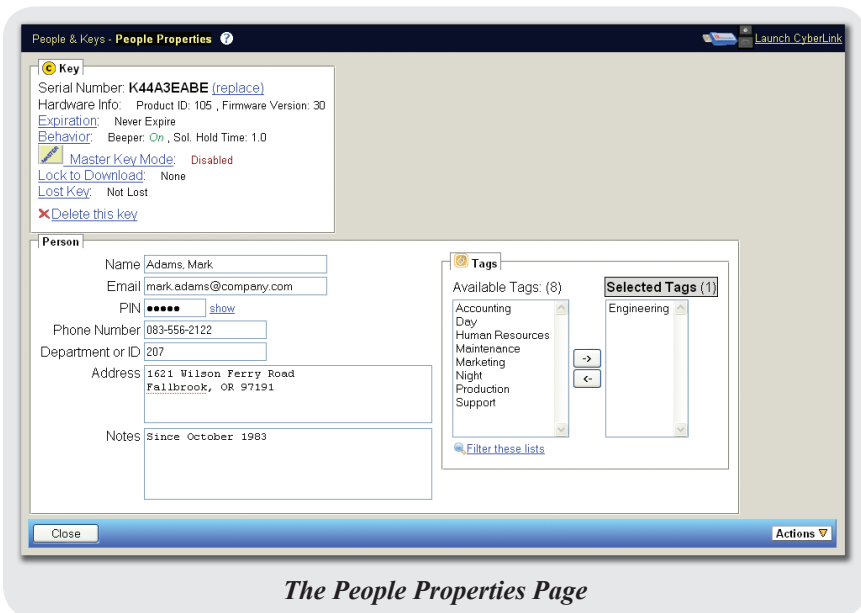 People & Keys - People Properties ?
Launch CyberLink
C Key
Serial Number: K44A3EABE (replace)
Hardware Info: Product ID: 105 , Firmware Version: 30
Expiration: Never Expire
Behavior: Beeper: On , Sol. Hold Time: 1.0
Master Key Mode: Disabled
Lock to Download: None
Lost Key: Not Lost
Delete this key
Person
Name Adams, Mark
Email mark.adams@company.com
PIN ●●●●● show
Phone Number 083-556-2122
Department or ID 207
Address 1621 Wilson Ferry Road
Fallbrook, OR 97191
Notes Since October 1983
Tags
Available Tags: (8)
Accounting
Day
Human Resources
Maintenance
Marketing
Night
Production
Support
->
<-
Selected Tags (1)
Engineering
Filter these lists
Close
Actions
The People Properties Page